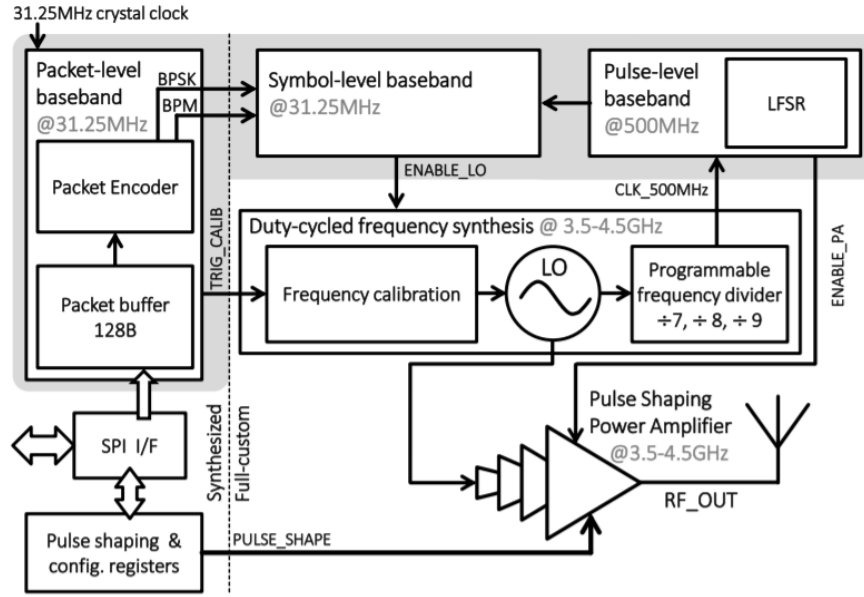 31.25MHz crystal clock
Packet-level
baseband
@31.25MHz
BPSK
BPM
Symbol-level baseband
@31.25MHz
Pulse-level
baseband
@500MHz
LFSR
Packet Encoder
Packet buffer
128B
TRIG_CALIB
ENABLE_LO
CLK_500MHz
ENABLE_PA
Duty-cycled frequency synthesis @ 3.5-4.5GHz
Frequency calibration
LO
Programmable
frequency divider
÷7, ÷ 8, ÷ 9
SPI I/F
Synthesized
Full-custom
Pulse Shaping
Power Amplifier
@3.5-4.5GHz
RF_OUT
Pulse shaping &
config. registers
PULSE_SHAPE